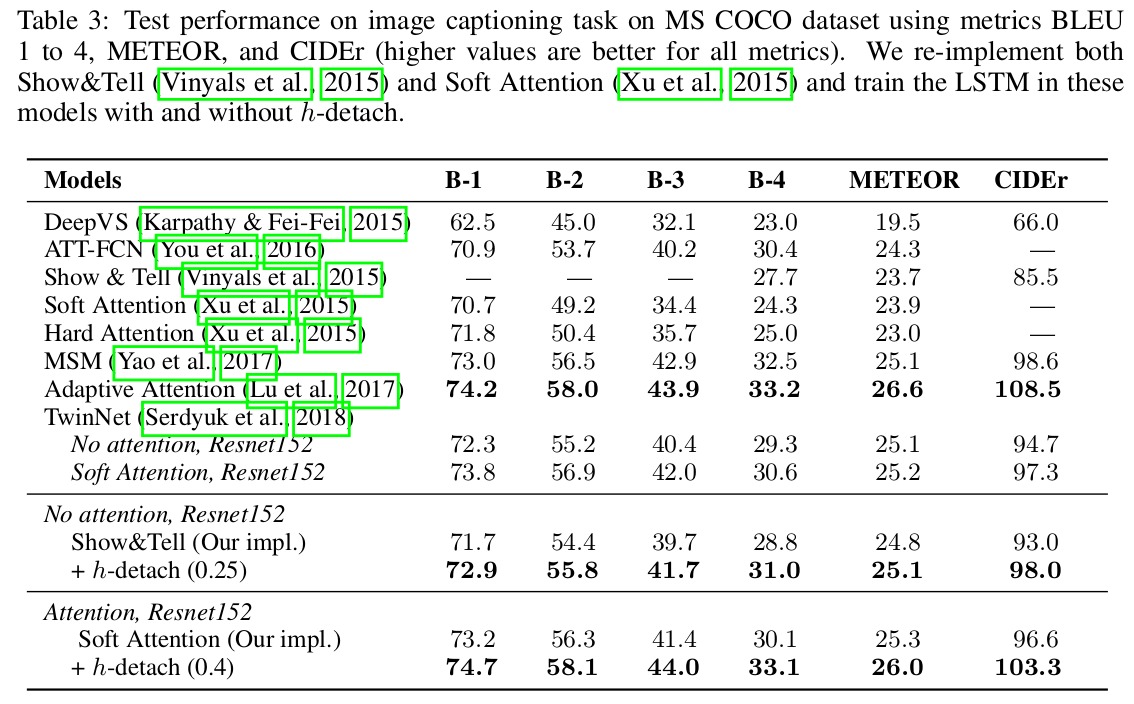 Table 3: Test performance on image captioning task on MS COCO dataset using metrics BLEU
1 to 4, METEOR, and CIDEr (higher values are better for all metrics). We re-implement both
Show&Tell (Vinyals et al., 2015) and Soft Attention (Xu et al., 2015) and train the LSTM in these
models with and without h-detach.
Models B-1 B-2 B-3 B-4 METEOR CIDEr
DeepVS (Karpathy & Fei-Fei, 2015) 62.5 45.0 32.1 23.0 19.5 66.0
ATT-FCN (You et al., 2016) 70.9 53.7 40.2 30.4 24.3 —
Show & Tell (Vinyals et al., 2015) — — — 27.7 23.7 85.5
Soft Attention (Xu et al., 2015) 70.7 49.2 34.4 24.3 23.9 —
Hard Attention (Xu et al., 2015) 71.8 50.4 35.7 25.0 23.0 —
MSM (Yao et al., 2017) 73.0 56.5 42.9 32.5 25.1 98.6
Adaptive Attention (Lu et al., 2017) 74.2 58.0 43.9 33.2 26.6 108.5
TwinNet (Serdyuk et al., 2018)
No attention, Resnet152 72.3 55.2 40.4 29.3 25.1 94.7
Soft Attention, Resnet152 73.8 56.9 42.0 30.6 25.2 97.3
No attention, Resnet152
Show&Tell (Our impl.) 71.7 54.4 39.7 28.8 24.8 93.0
+ h-detach (0.25) 72.9 55.8 41.7 31.0 25.1 98.0
Attention, Resnet152
Soft Attention (Our impl.) 73.2 56.3 41.4 30.1 25.3 96.6
+ h-detach (0.4) 74.7 58.1 44.0 33.1 26.0 103.3